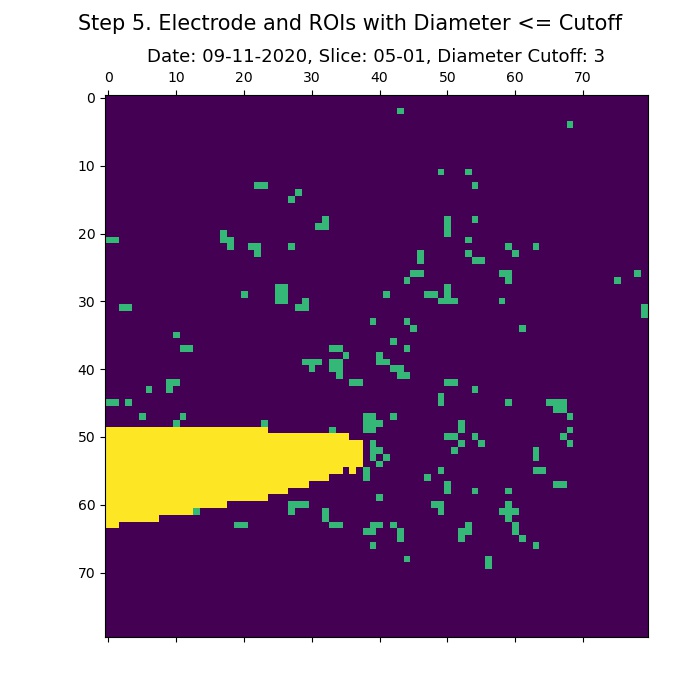 Step 5. Electrode and ROIs with Diameter <= Cutoff
Date: 09-11-2020, Slice: 05-01, Diameter Cutoff: 3
0 10 20 30 40 50 60 70
0
10
20
30
40
50
60
70